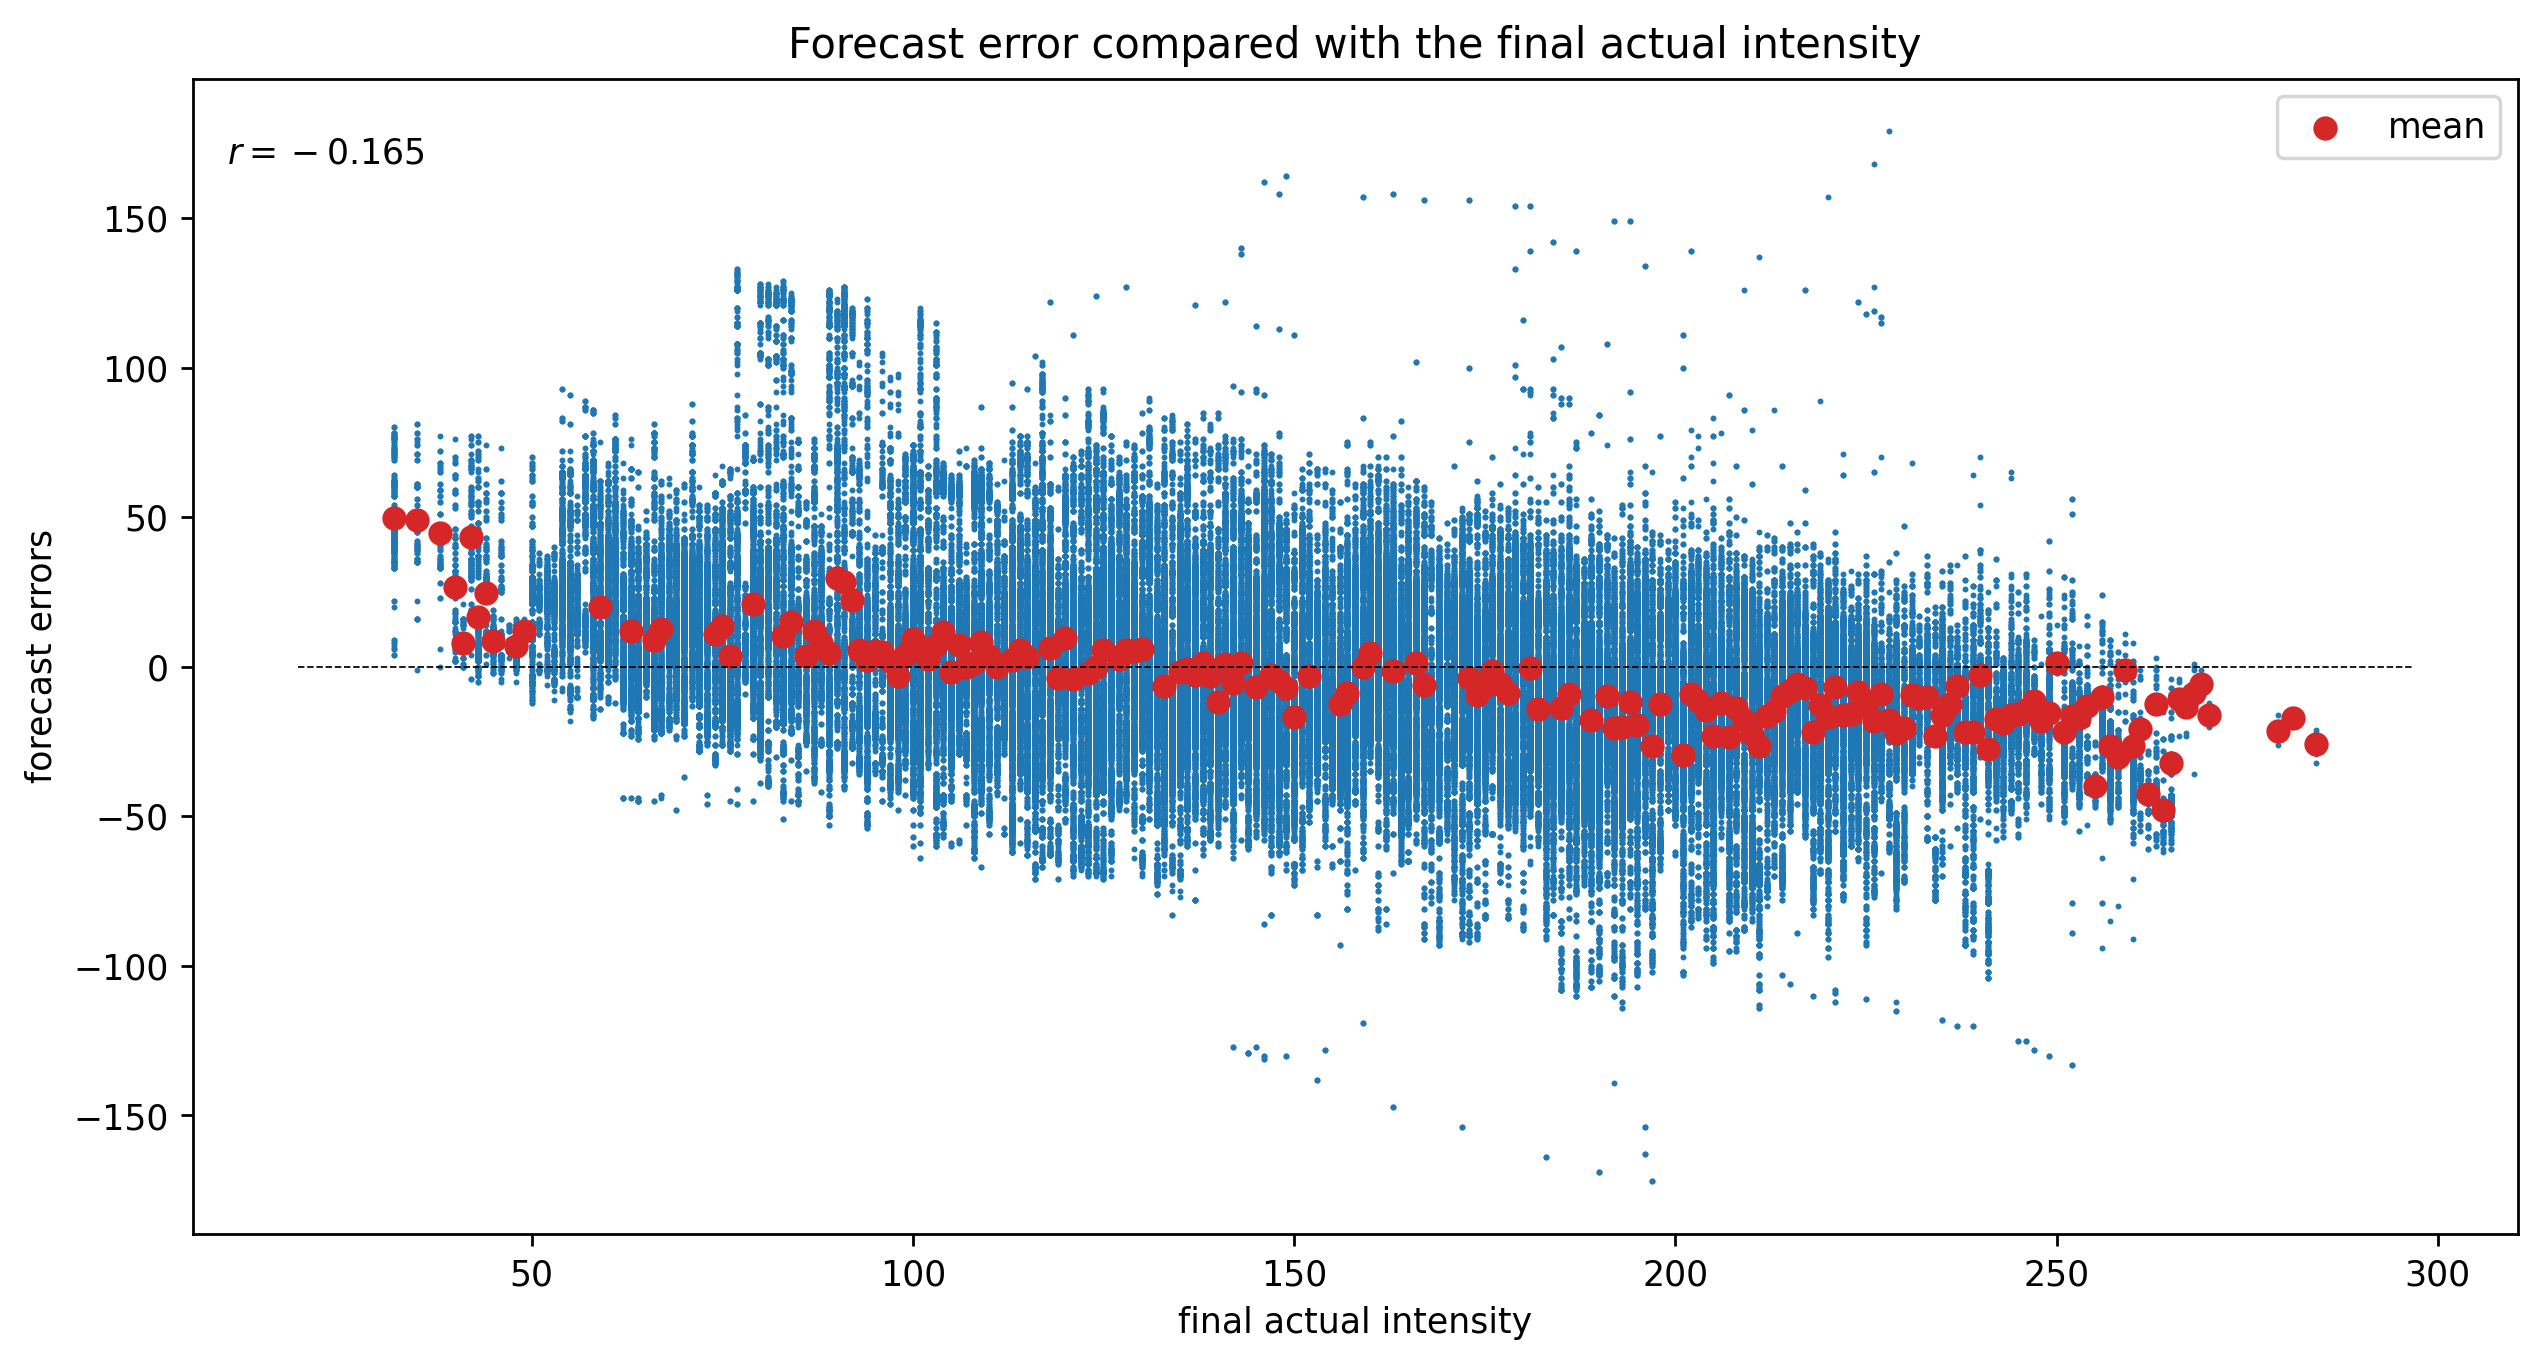 Forecast error compared with the final actual intensity
r = − 0.165
mean
150
100
50
0
−50
−100
−150
forecast errors
50
100
150
200
250
300
final actual intensity